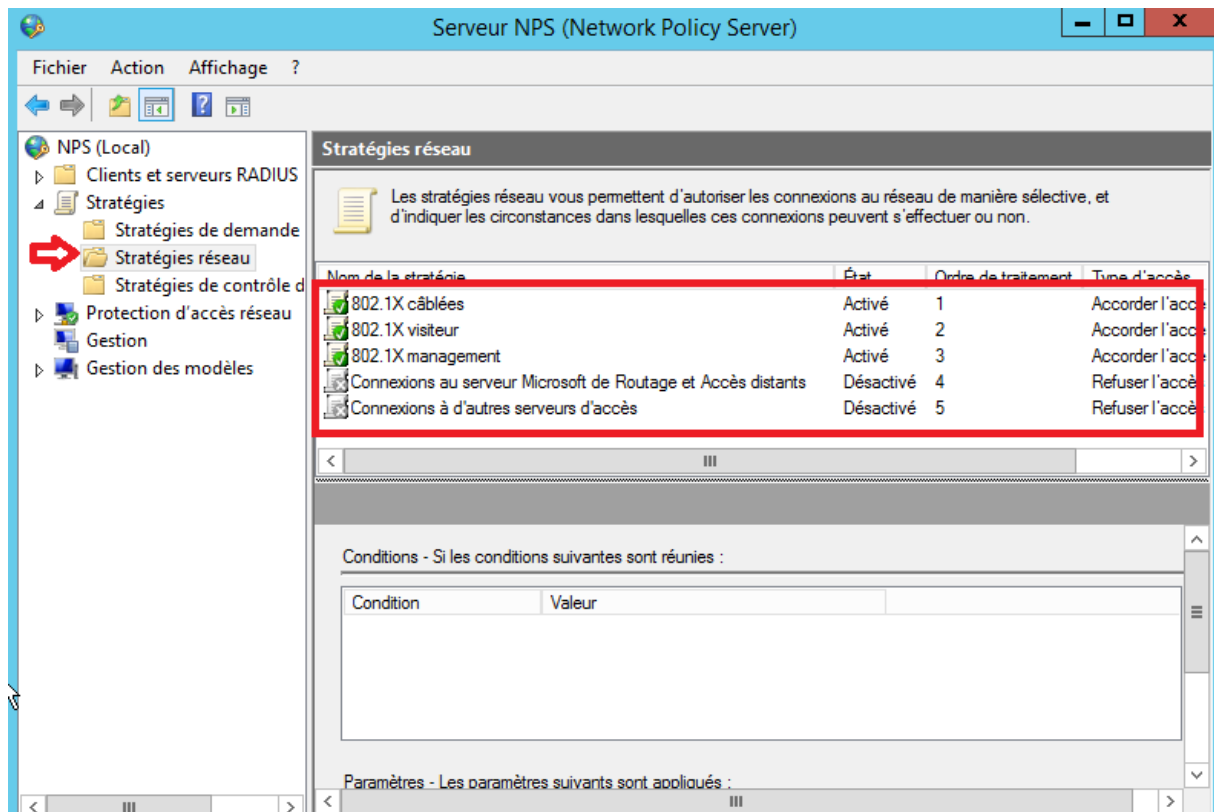 Serveur NPS (Network Policy Server)
Fichier Action Affichage ?
NPS (Local)
Clients et serveurs RADIUS
Stratégies
Stratégies de demande
Stratégies réseau
Stratégies de contrôle d
Protection d'accès réseau
Gestion
Gestion des modèles
Stratégies réseau
Les stratégies réseau vous permettent d'autoriser les connexions au réseau de manière sélective, et
d'indiquer les circonstances dans lesquelles ces connexions peuvent s'effectuer ou non.
Nom de la stratégie État Ordre de traitement Type d'accès
802.1X câblées Activé 1 Accorder l'acce
802.1X visiteur Activé 2 Accorder l'acce
802.1X management Activé 3 Accorder l'acce
Connexions au serveur Microsoft de Routage et Accès distants Désactivé 4 Refuser l'accè
Connexions à d'autres serveurs d'accès Désactivé 5 Refuser l'accè
Conditions - Si les conditions suivantes sont réunies :
Condition Valeur
Paramètres - Les paramètres suivants sont appliqués :